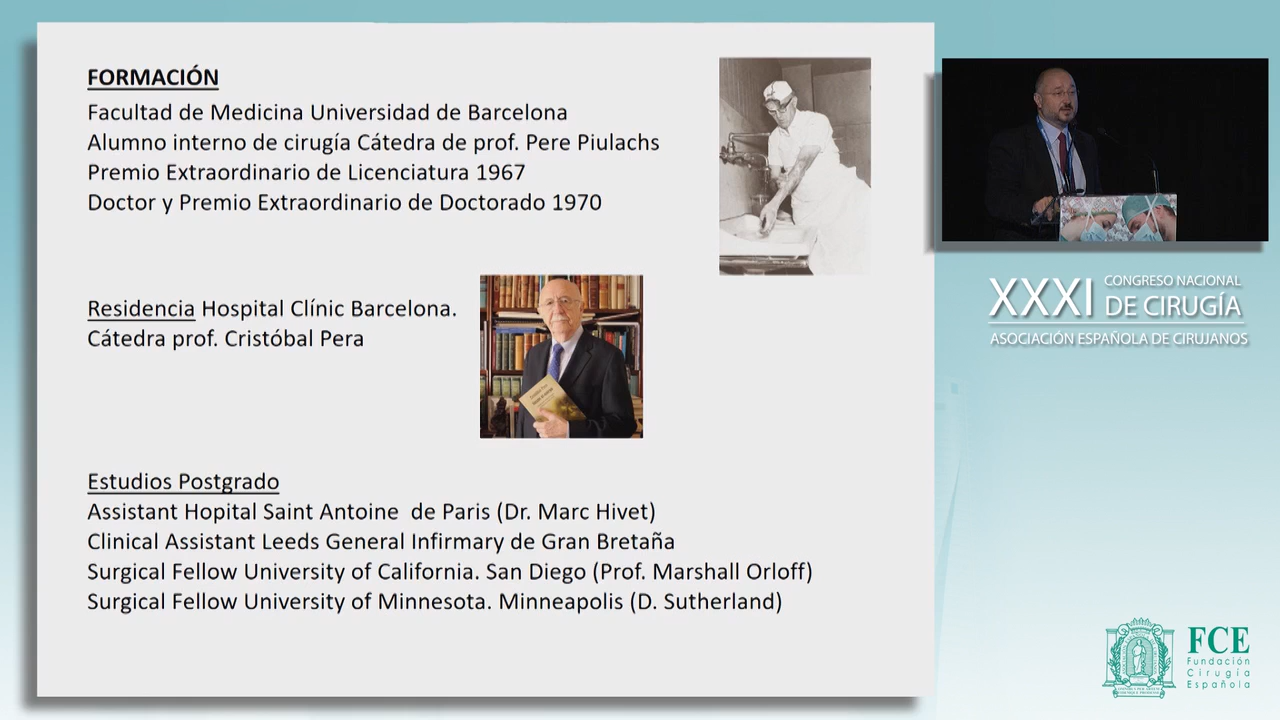 FORMACIÓN
Facultad de Medicina Universidad de Barcelona
Alumno interno de cirugía Cátedra de prof. Pere Piulachs
Premio Extraordinario de Licenciatura 1967
Doctor y Premio Extraordinario de Doctorado 1970
Residencia Hospital Clínic Barcelona.
Cátedra prof. Cristóbal Pera
Estudios Postgrado
Assistant Hopital Saint Antoine  de Paris (Dr. Marc Hivet)
Clinical Assistant Leeds General Infirmary de Gran Bretaña
Surgical Fellow University of California. San Diego (Prof. Marshall Orloff)
Surgical Fellow University of Minnesota. Minneapolis (D. Sutherland)
XXXI CONGRESO NACIONAL
DE CIRUGÍA
ASOCIACIÓN ESPAÑOLA DE CIRUJANOS
FCE
Fundación
Cirugía
Española